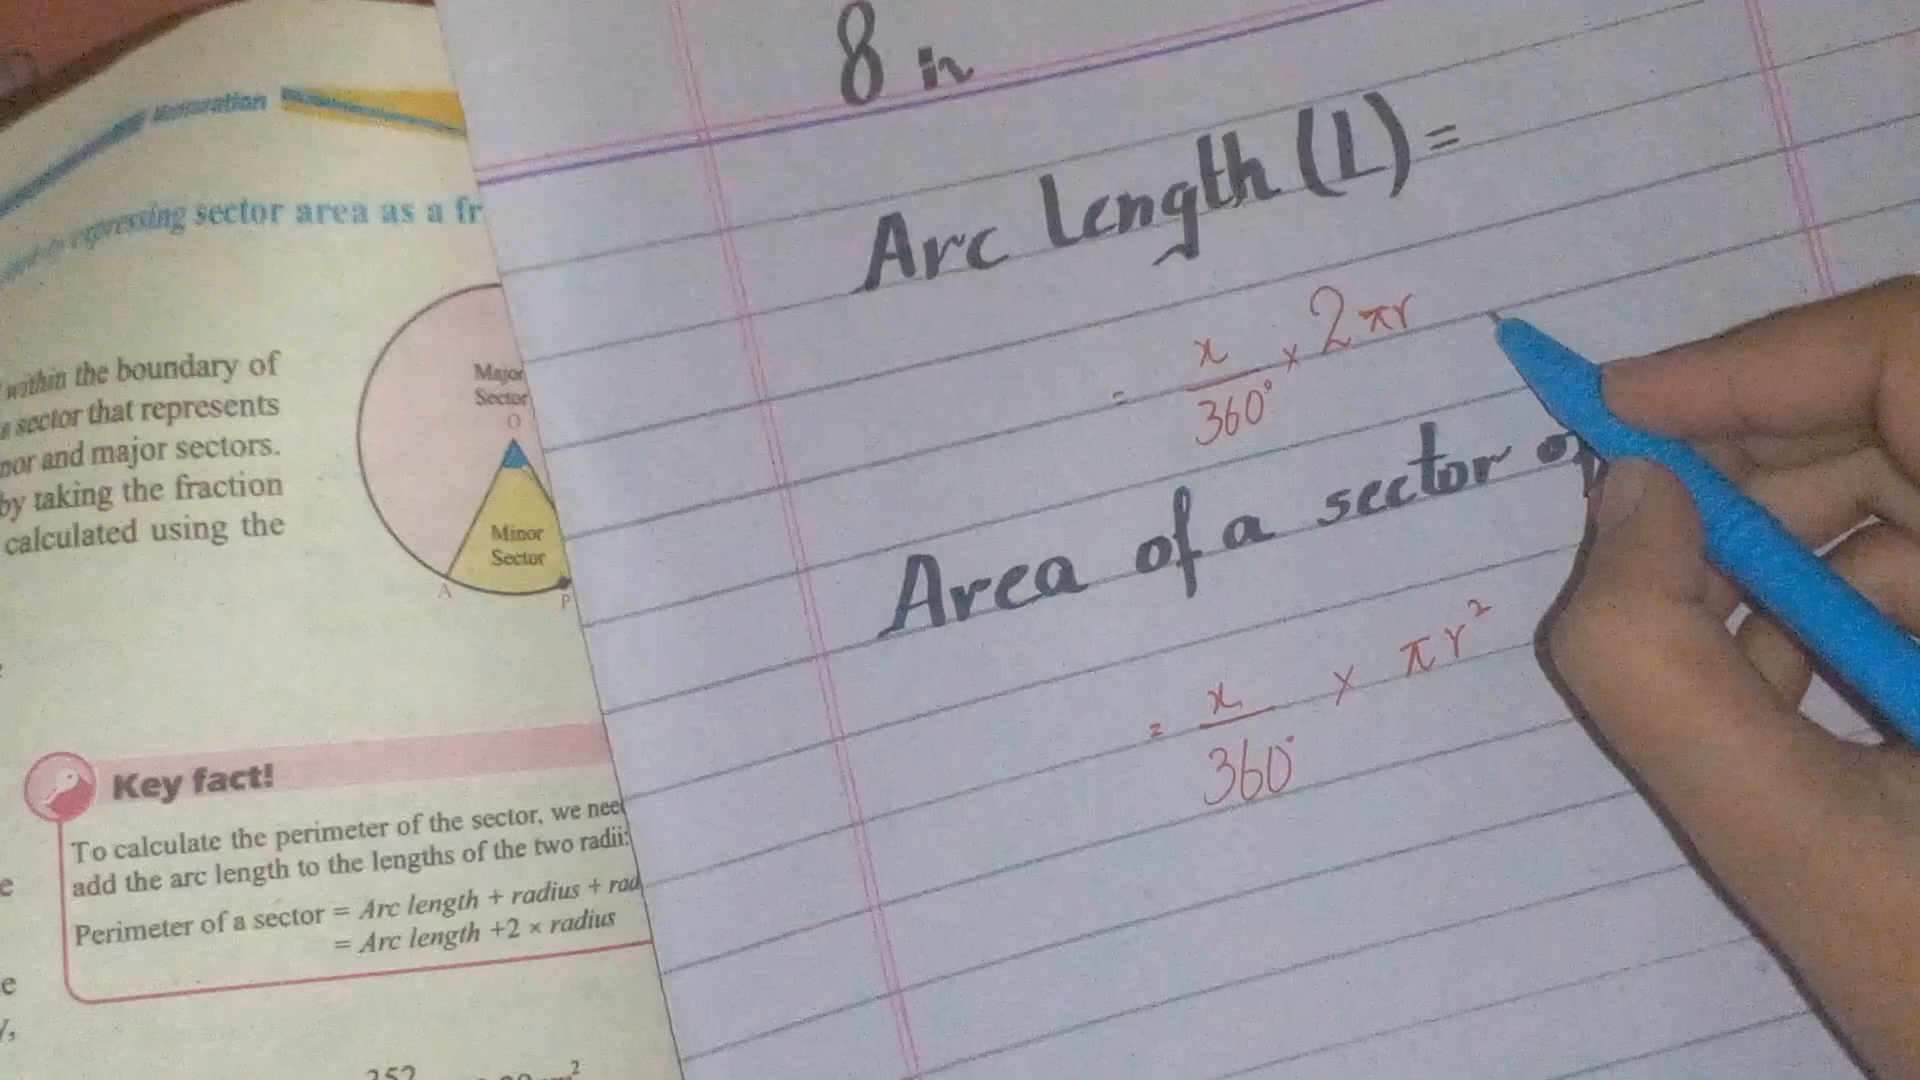 expressing sector area as a fr
within the boundary of
sector that represents
nor and major sectors.
by taking the fraction
calculated using the
Major
Sector
O
Minor
Sector
A
P
Key fact!
To calculate the perimeter of the sector, we nee
add the arc length to the lengths of the two radii:
Perimeter of a sector = Arc length + radius + rad
= Arc length +2 × radius
e
e
352
2
8
Arc length (L) =
= x/360° × 2πr
Area of a sector of
= x/360° × πr²